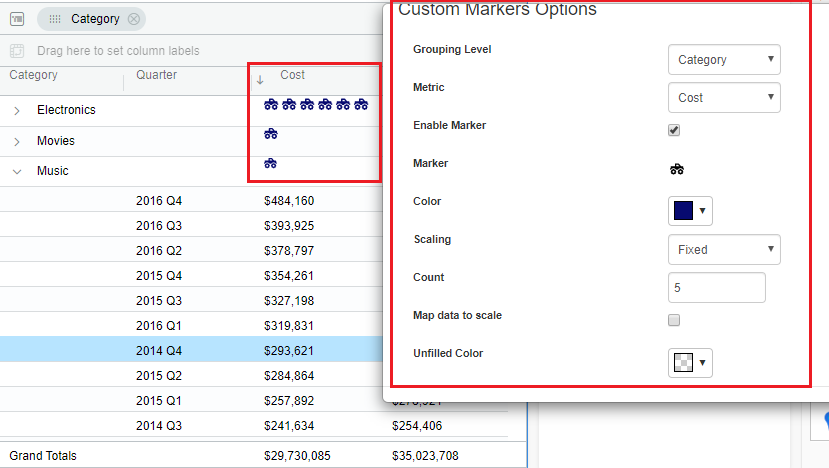 Category
Drag here to set column labels
Category Quarter Cost
Electronics
Movies
Music
2016 Q4 $484,160
2016 Q3 $393,925
2016 Q2 $378,797
2015 Q4 $354,261
2015 Q3 $327,198
2016 Q1 $319,831
2014 Q4 $293,621
2015 Q2 $284,864
2015 Q1 $257,892
2014 Q3 $241,634 $254,406
Grand Totals $29,730,085 $35,023,708
Custom Markers Options
Grouping Level Category
Metric Cost
Enable Marker
Marker
Color
Scaling Fixed
Count 5
Map data to scale
Unfilled Color